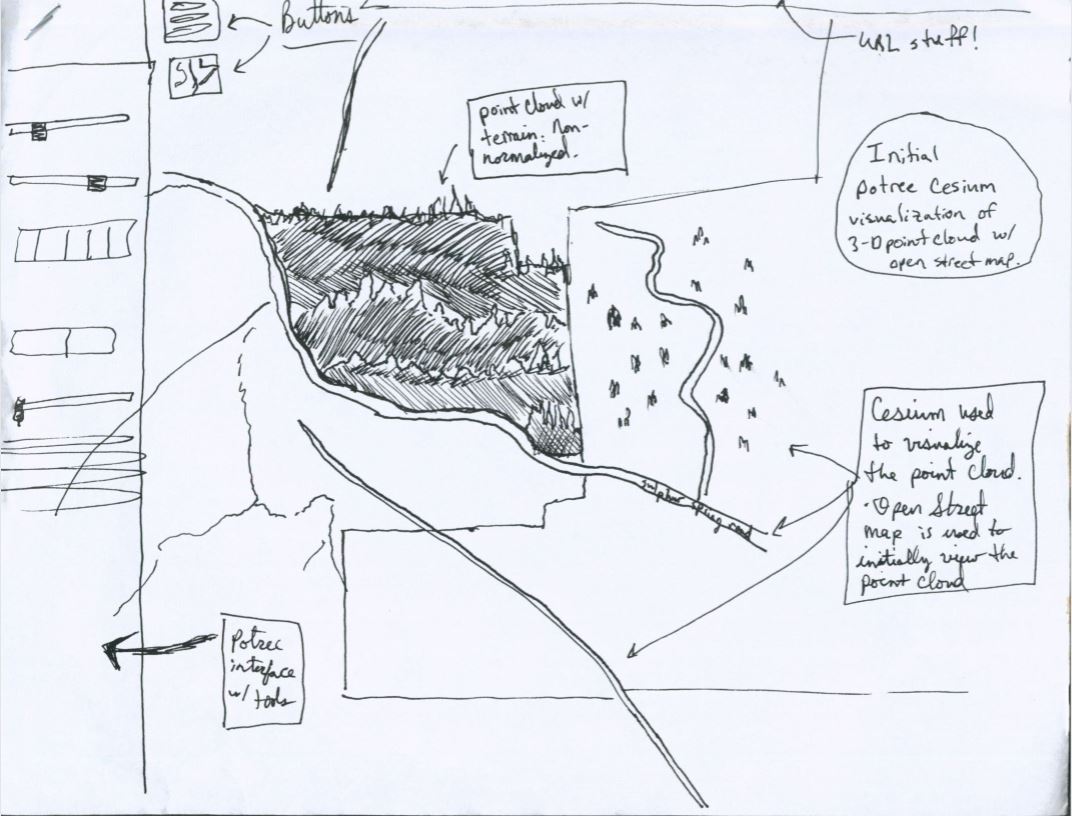 Buttons
URL stuff!
point cloud w/
terrain. Non-
normalized.
Initial
potree Cesium
visualization of
3-D point cloud w/
open street map.
Cesium used
to visualize
the point cloud.
· Open Street
map is used to
initially view the
point cloud
sulphur spring road
Potree
interface
w/ tools